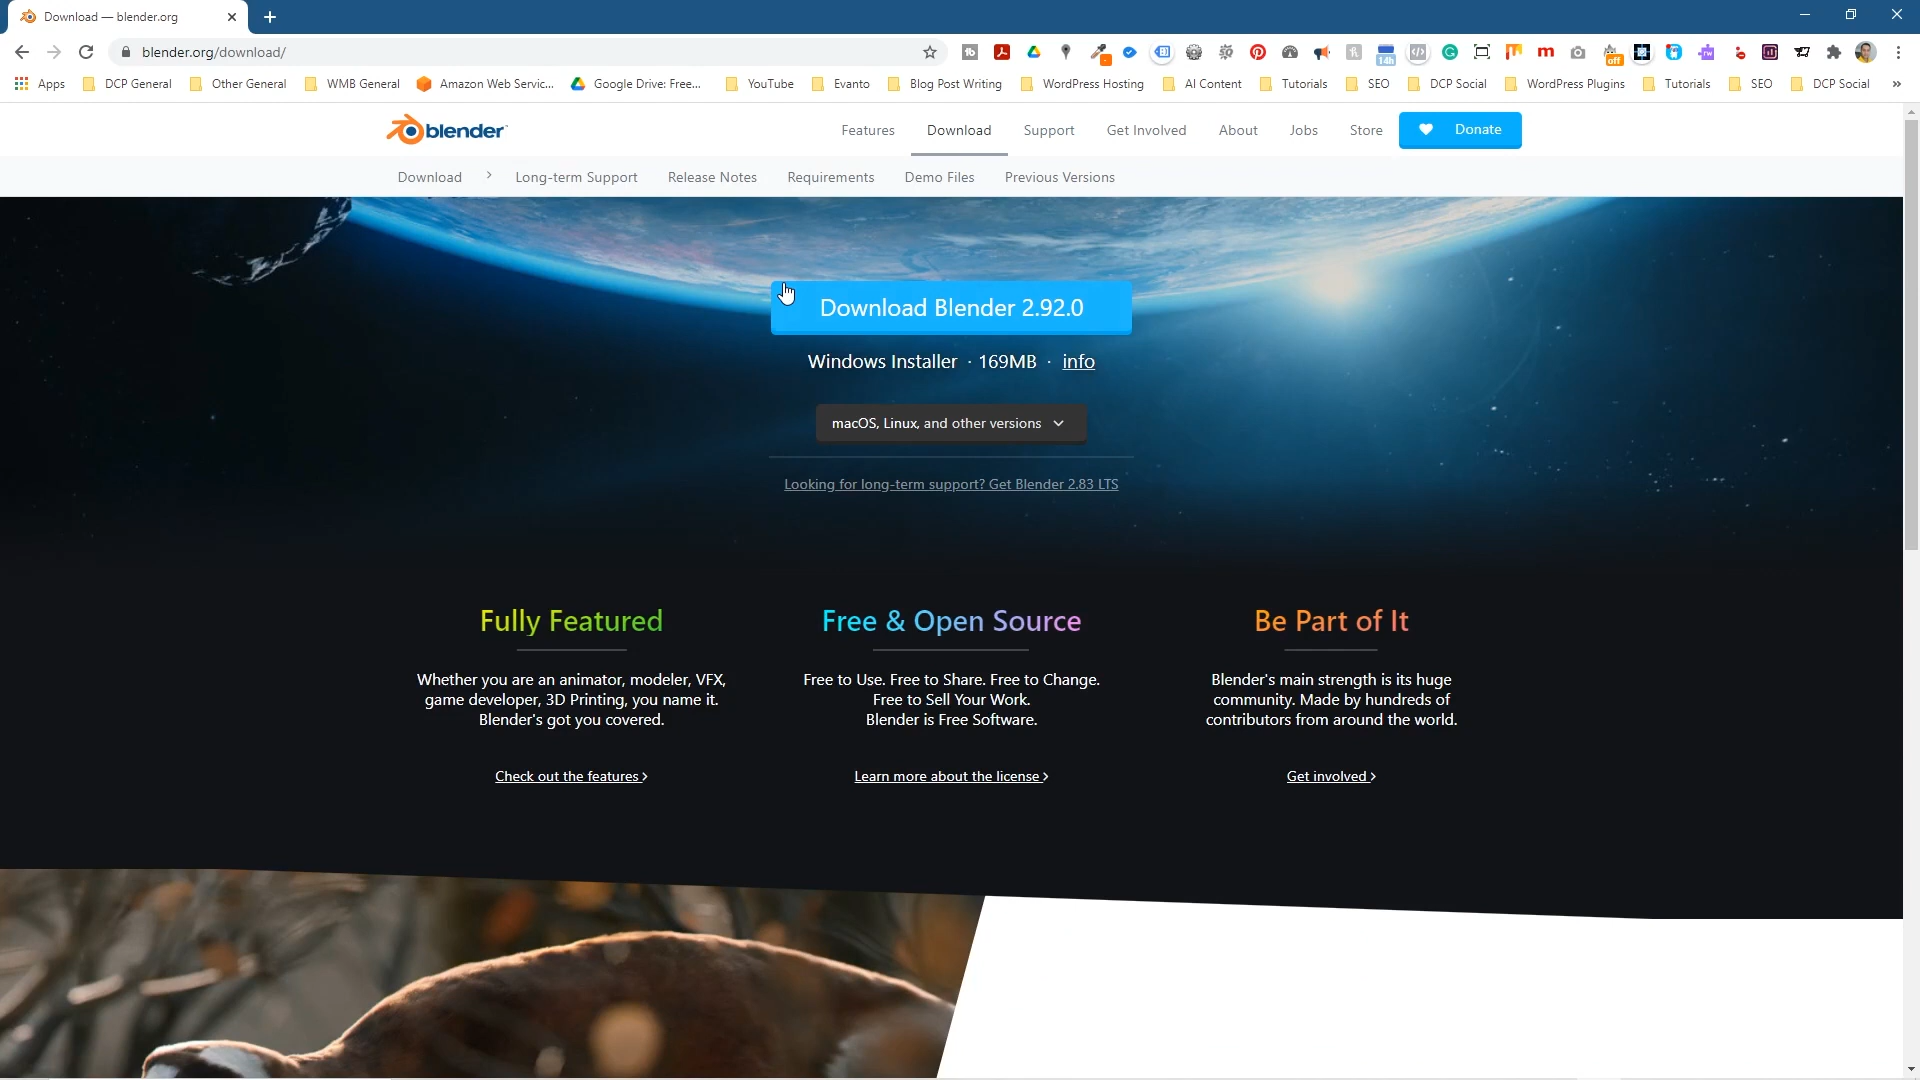 Download — blender.org
blender.org/download/
14h
off
Apps DCP General Other General WMB General Amazon Web Servic... Google Drive: Free... YouTube Evanto Blog Post Writing WordPress Hosting AI Content Tutorials SEO DCP Social WordPress Plugins Tutorials SEO DCP Social »
blender
Features Download Support Get Involved About Jobs Store Donate
Download Long-term Support Release Notes Requirements Demo Files Previous Versions
Download Blender 2.92.0
Windows Installer · 169MB · info
macOS, Linux, and other versions
Looking for long-term support? Get Blender 2.83 LTS
Fully Featured
Whether you are an animator, modeler, VFX,
game developer, 3D Printing, you name it.
Blender's got you covered.
Check out the features ›
Free & Open Source
Free to Use. Free to Share. Free to Change.
Free to Sell Your Work.
Blender is Free Software.
Learn more about the license ›
Be Part of It
Blender's main strength is its huge
community. Made by hundreds of
contributors from around the world.
Get involved ›